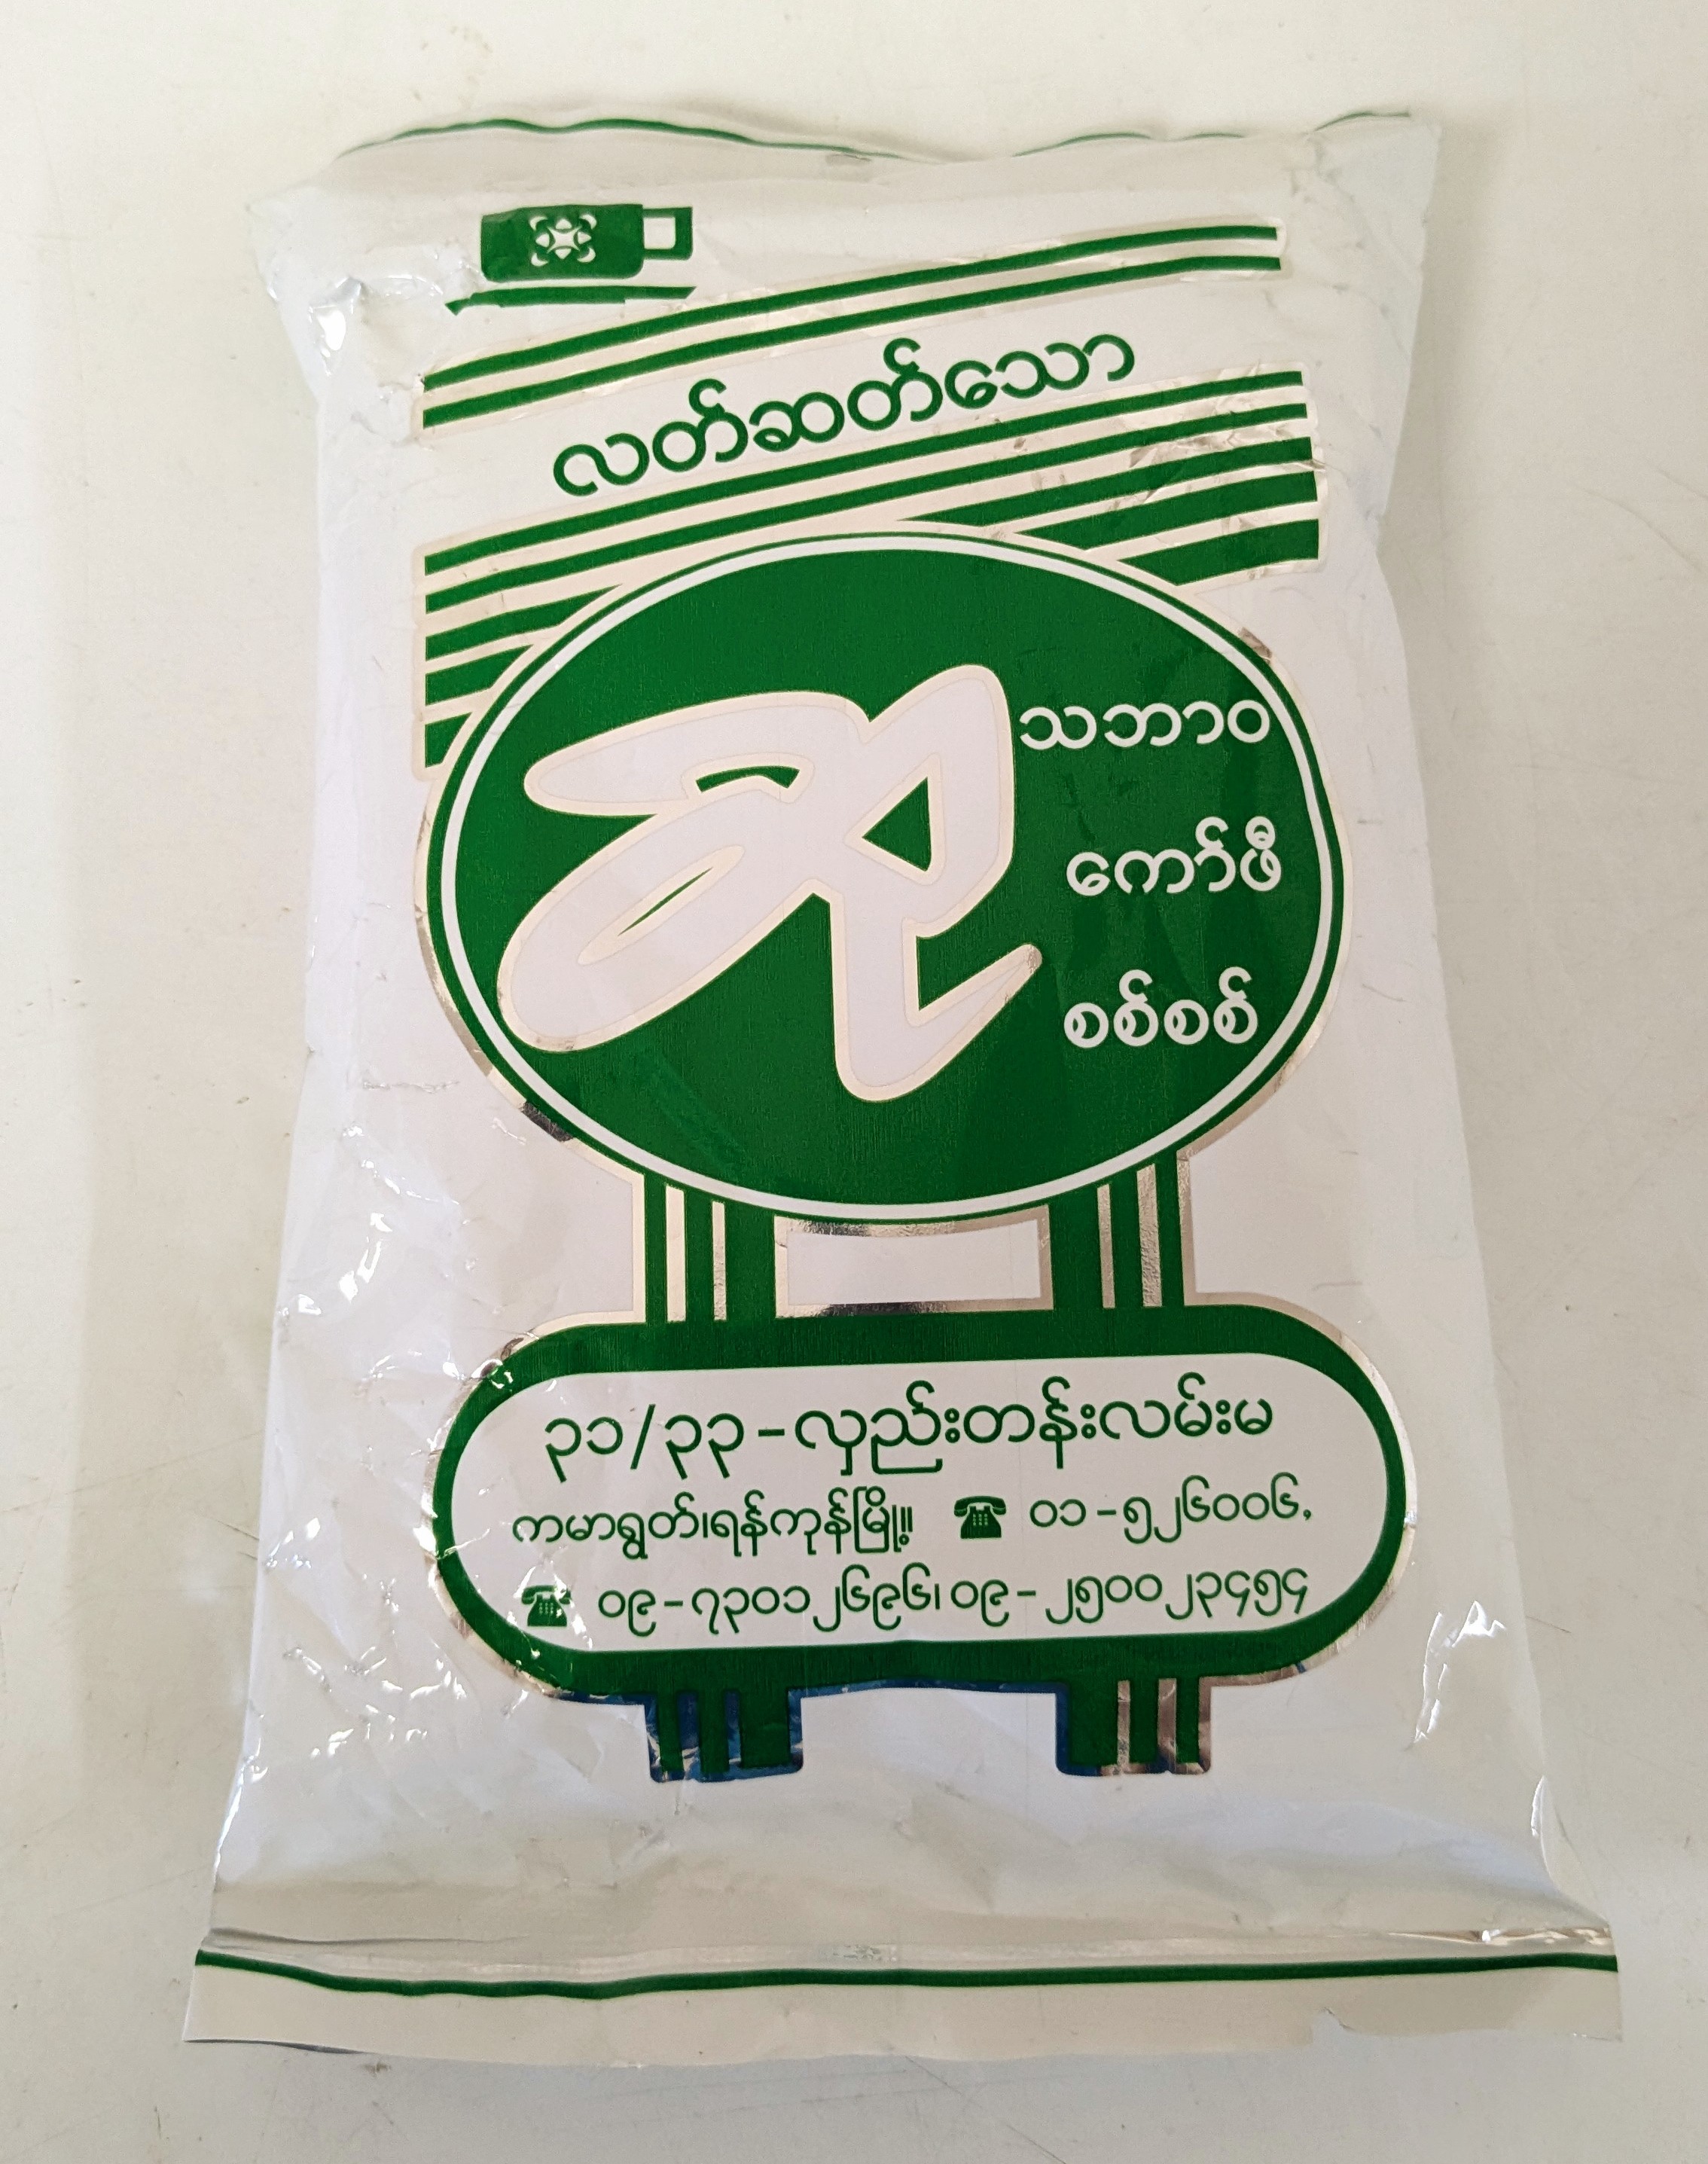 လတ်ဆတ်သော
ဆူ
သဘာဝ
ကော်ဖီ
စစ်စစ်
၃၁/၃၃-လှည်းတန်းလမ်းမ
ကမာရွတ်၊ရန်ကုန်မြို့။ ☎ ၀၁-၅၂၆၀၀၆,
☎ ၀၉-၇၃၀၁၂၆၉၆၊၀၉-၂၅၀၀၂၃၄၅၄